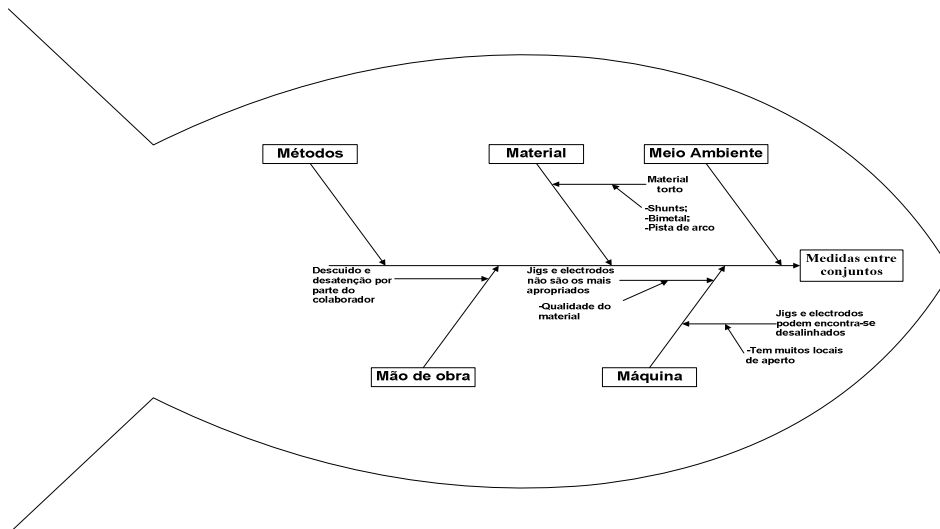 Métodos
Material
Meio Ambiente
Material
torto
-Shunts;
-Bimetal;
-Pista de arco
Medidas entre
conjuntos
Descuido e
desatenção por
parte do
colaborador
Jigs e electrodos
não são os mais
apropriados
-Qualidade do
material
Jigs e electrodos
podem encontra-se
desalinhados
-Tem muitos locais
de aperto
Mão de obra
Máquina